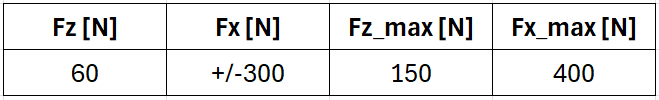 Fz [N] Fx [N] Fz_max [N] Fx_max [N]
60 +/-300 150 400